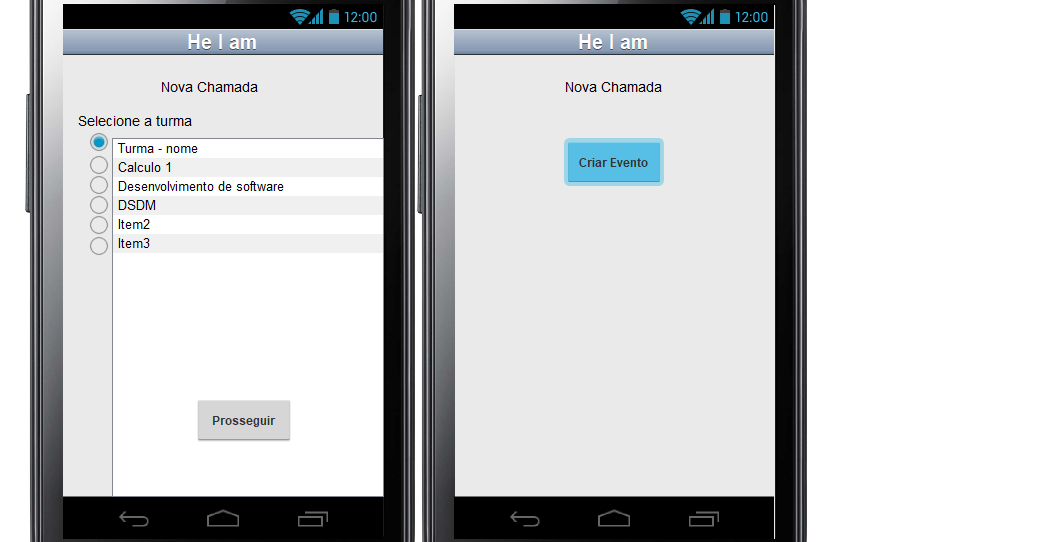 12:00
He I am
Nova Chamada
Selecione a turma
Turma - nome
Calculo 1
Desenvolvimento de software
DSDM
Item2
Item3
Prosseguir
12:00
He I am
Nova Chamada
Criar Evento